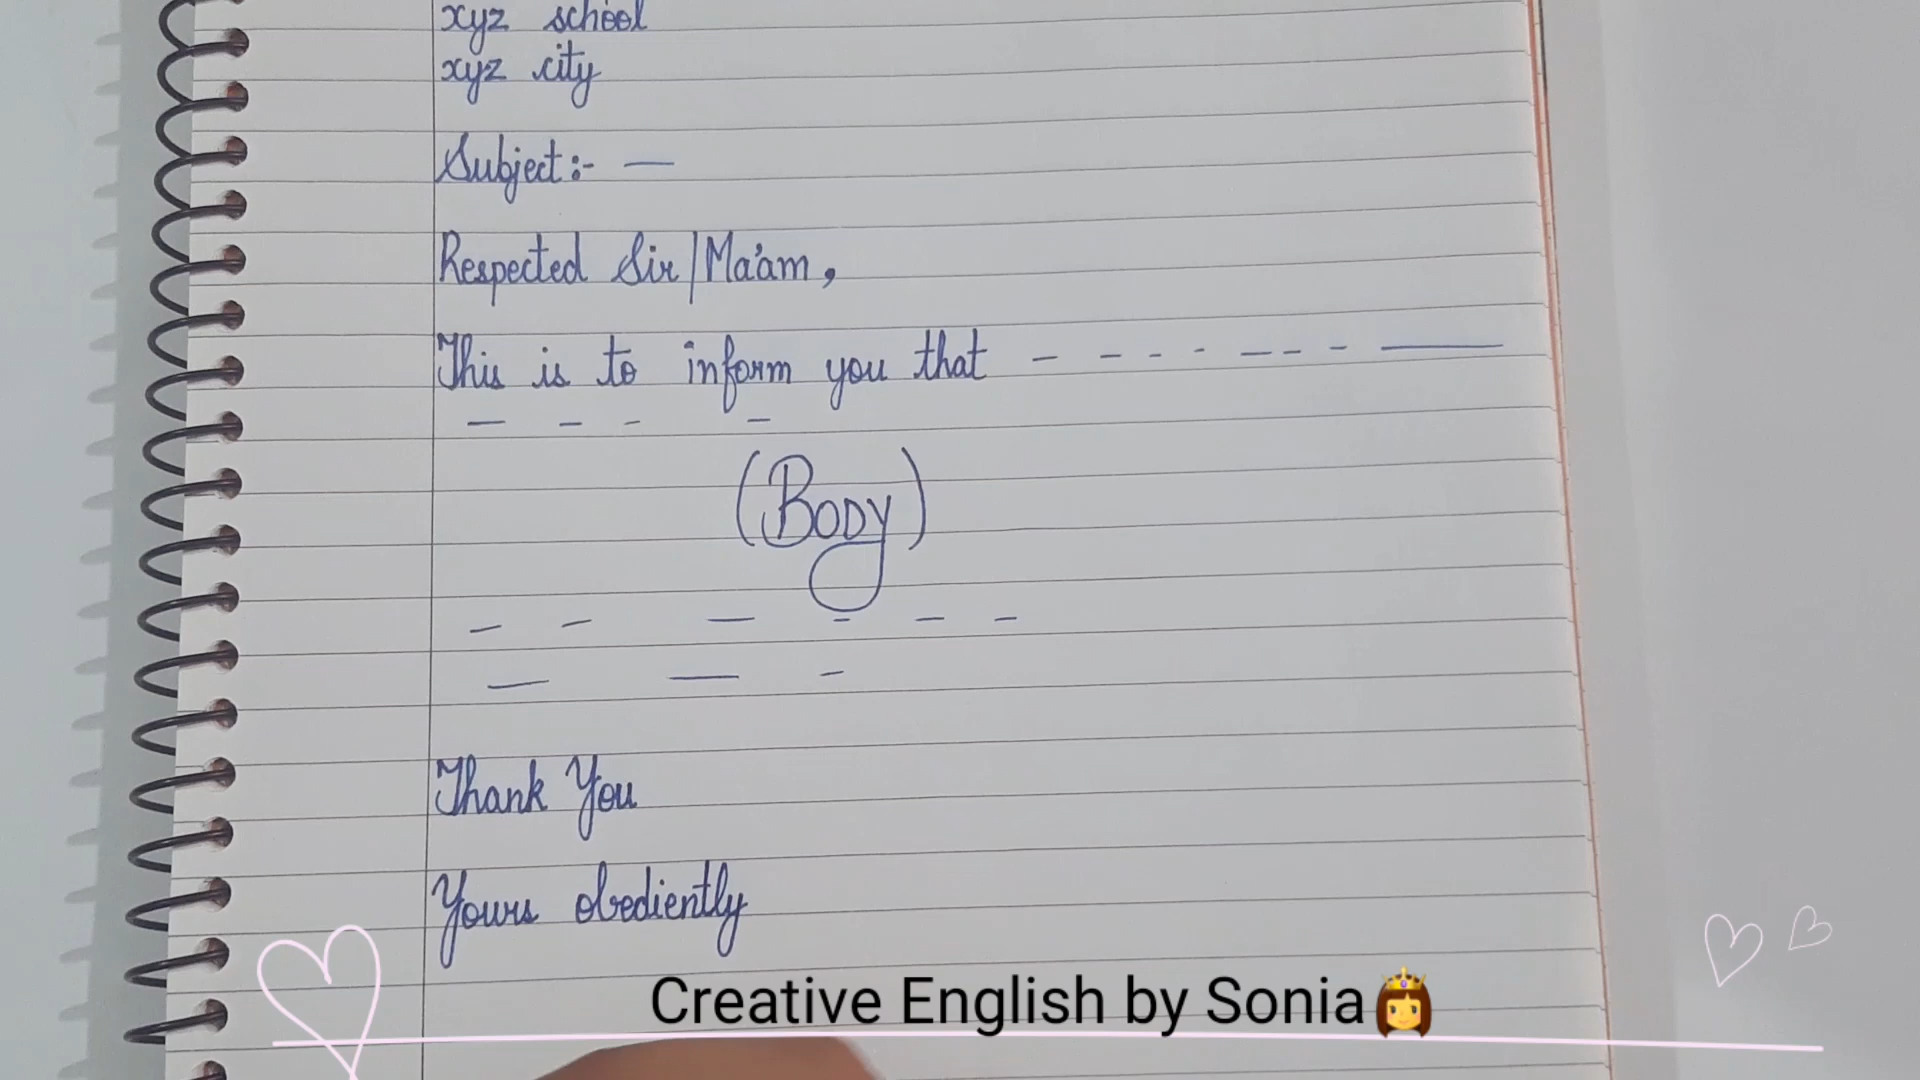 xyz school
xyz city
Subject:- —
Respected Sir/Ma'am,
This is to inform you that - - - - - - - —
— - - -
(BODY)
- - — - - -
— — -
Thank You
Yours obediently
Creative English by Sonia👸